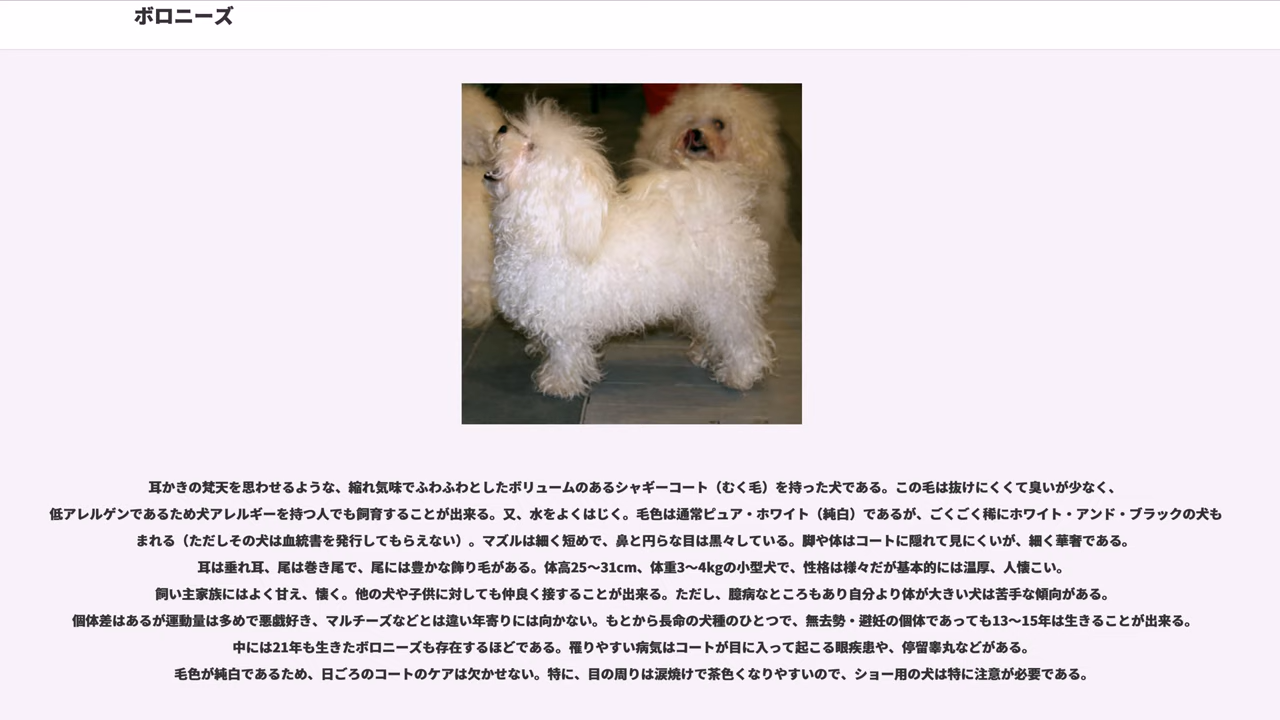 ボロニーズ
耳かきの梵天を思わせるような、縮れ気味でふわふわとしたボリュームのあるシャギーコート（むく毛）を持った犬である。この毛は抜けにくくて臭いが少なく、
低アレルゲンであるため犬アレルギーを持つ人でも飼育することが出来る。又、水をよくはじく。毛色は通常ピュア・ホワイト（純白）であるが、ごくごく稀にホワイト・アンド・ブラックの犬も
まれる（ただしその犬は血統書を発行してもらえない）。マズルは細く短めで、鼻と円らな目は黒々している。脚や体はコートに隠れて見にくいが、細く華奢である。
耳は垂れ耳、尾は巻き尾で、尾には豊かな飾り毛がある。体高25〜31cm、体重3〜4kgの小型犬で、性格は様々だが基本的には温厚、人懐こい。
飼い主家族にはよく甘え、懐く。他の犬や子供に対しても仲良く接することが出来る。ただし、臆病なところもあり自分より体が大きい犬は苦手な傾向がある。
個体差はあるが運動量は多めで悪戯好き、マルチーズなどとは違い年寄りには向かない。もとから長命の犬種のひとつで、無去勢・避妊の個体であっても13〜15年は生きることが出来る。
中には21年も生きたボロニーズも存在するほどである。罹りやすい病気はコートが目に入って起こる眼疾患や、停留睾丸などがある。
毛色が純白であるため、日ごろのコートのケアは欠かせない。特に、目の周りは涙焼けで茶色くなりやすいので、ショー用の犬は特に注意が必要である。